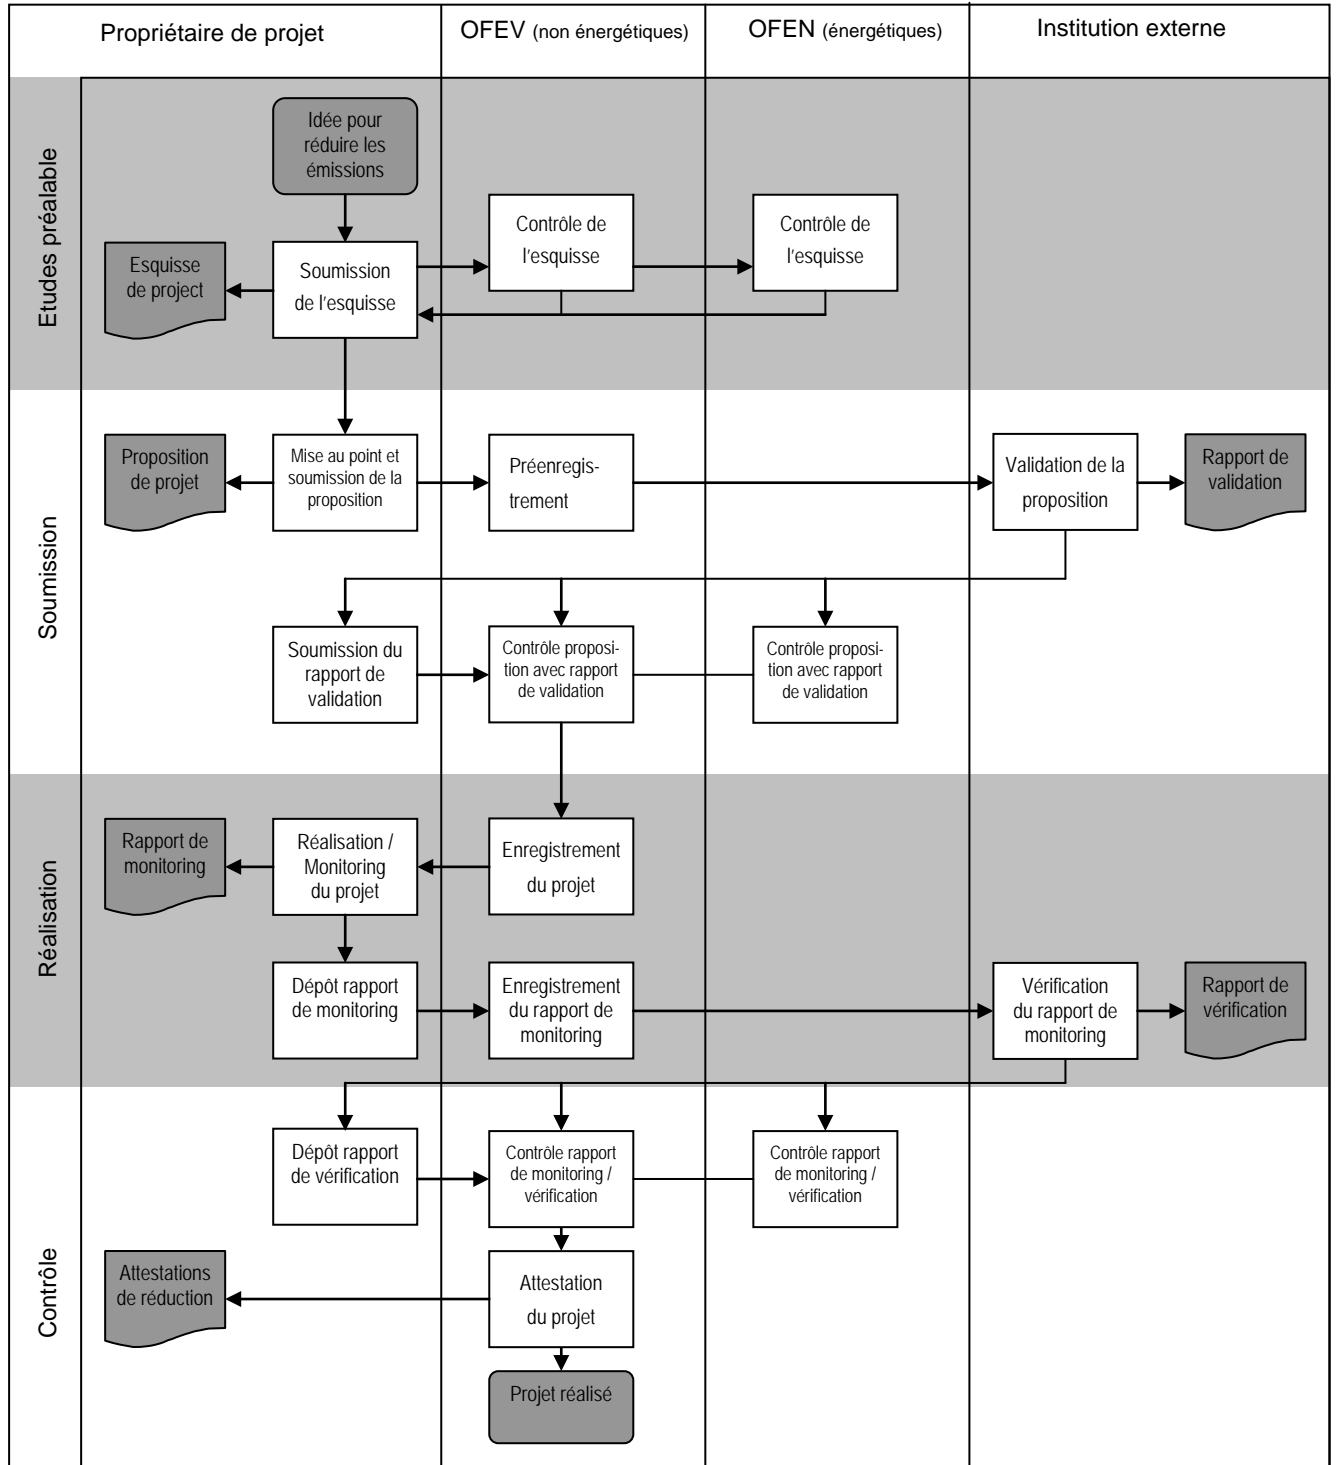 Propriétaire de projet
OFEV (non énergétiques)
OFEN (énergétiques)
Institution externe
Etudes préalable
Idée pour
réduire les
émissions
Esquisse
de project
Soumission
de l'esquisse
Contrôle de
l'esquisse
Contrôle de
l'esquisse
Soumission
Proposition
de projet
Mise au point et
soumission de la
proposition
Préenregis-
trement
Validation de la
proposition
Rapport de
validation
Soumission du
rapport de
validation
Contrôle proposi-
tion avec rapport
de validation
Contrôle proposi-
tion avec rapport
de validation
Réalisation
Rapport de
monitoring
Réalisation /
Monitoring
du projet
Enregistrement
du projet
Dépôt rapport
de monitoring
Enregistrement
du rapport de
monitoring
Vérification
du rapport de
monitoring
Rapport de
vérification
Contrôle
Dépôt rapport
de vérification
Contrôle rapport
de monitoring /
vérification
Contrôle rapport
de monitoring /
vérification
Attestations
de réduction
Attestation
du projet
Projet réalisé